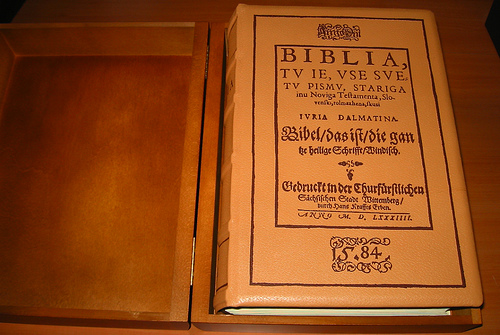 BIBLIA,
TV IE, VSE SVE
TV PISMV, STARIGA
inu Noviga Teſtamenta, Slo-
venſki, tolmazhena, ſkusi
IVRIA DALMATINA.
Bibel/das iſt/die gan
tze heilige Schrifft/Windiſch.
Gedruckt in der Churfürſtlichen
Sächſiſchen Stadt Wittemberg/
durch Hans Kraffts Erben.
ANNO M. D. LXXXIIII.
15.84.